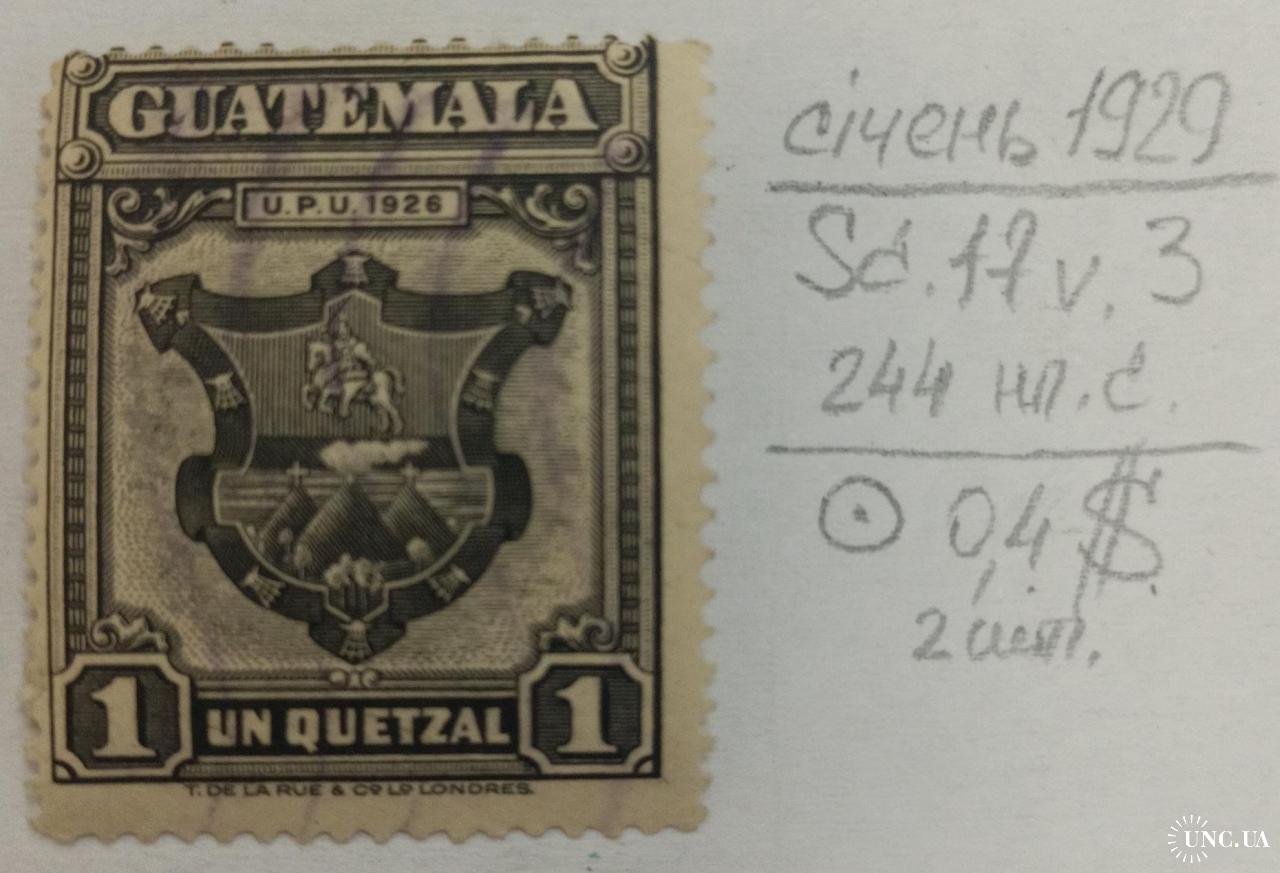 GUATEMALA
U.P.U. 1926
1 UN QUETZAL 1
T. DE LA RUE & Cº Lᴰ LONDRES.
січень 1929
Sc. 17 v. 3
244 нп. с.
0,4 $
2 шт.
UNC.UA